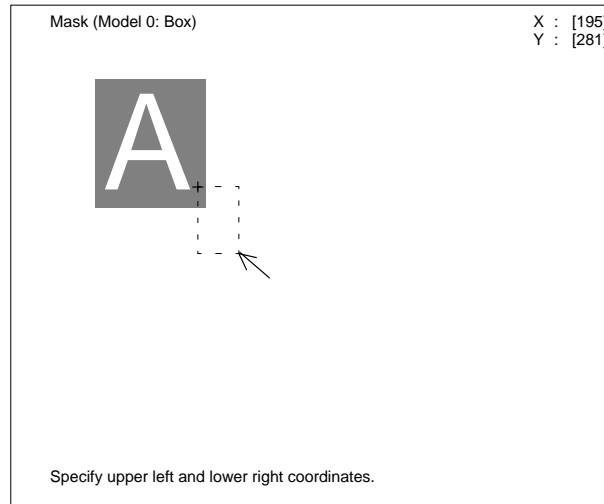 Mask (Model 0: Box)
X : [195]
Y : [281]
A
Specify upper left and lower right coordinates.